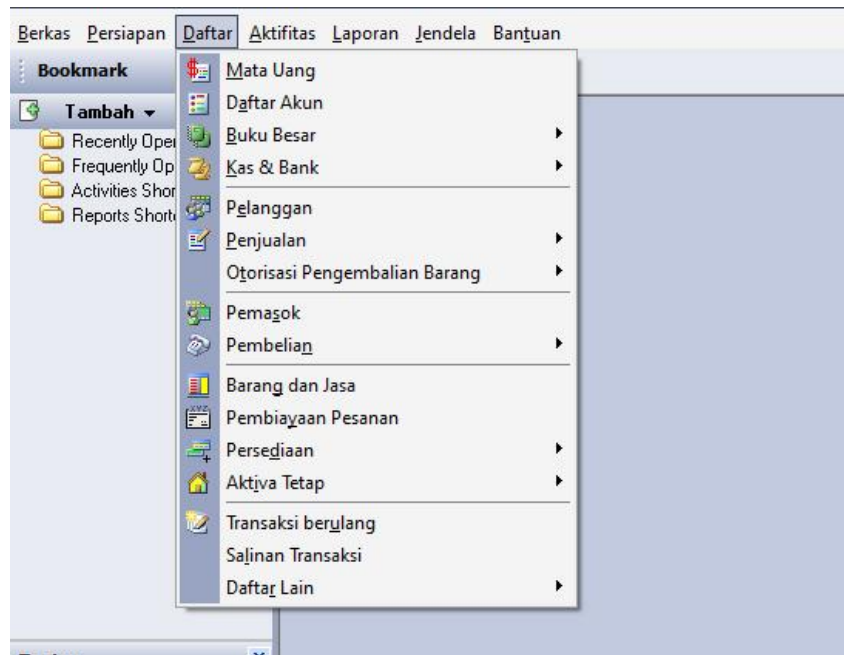 Berkas Persiapan Daftar Aktifitas Laporan Jendela Bantuan
Bookmark
Tambah
Recently Oper
Frequently Op
Activities Shor
Reports Short
Mata Uang
Daftar Akun
Buku Besar
Kas & Bank
Pelanggan
Penjualan
Otorisasi Pengembalian Barang
Pemasok
Pembelian
Barang dan Jasa
Pembiayaan Pesanan
Persediaan
Aktiva Tetap
Transaksi berulang
Salinan Transaksi
Daftar Lain